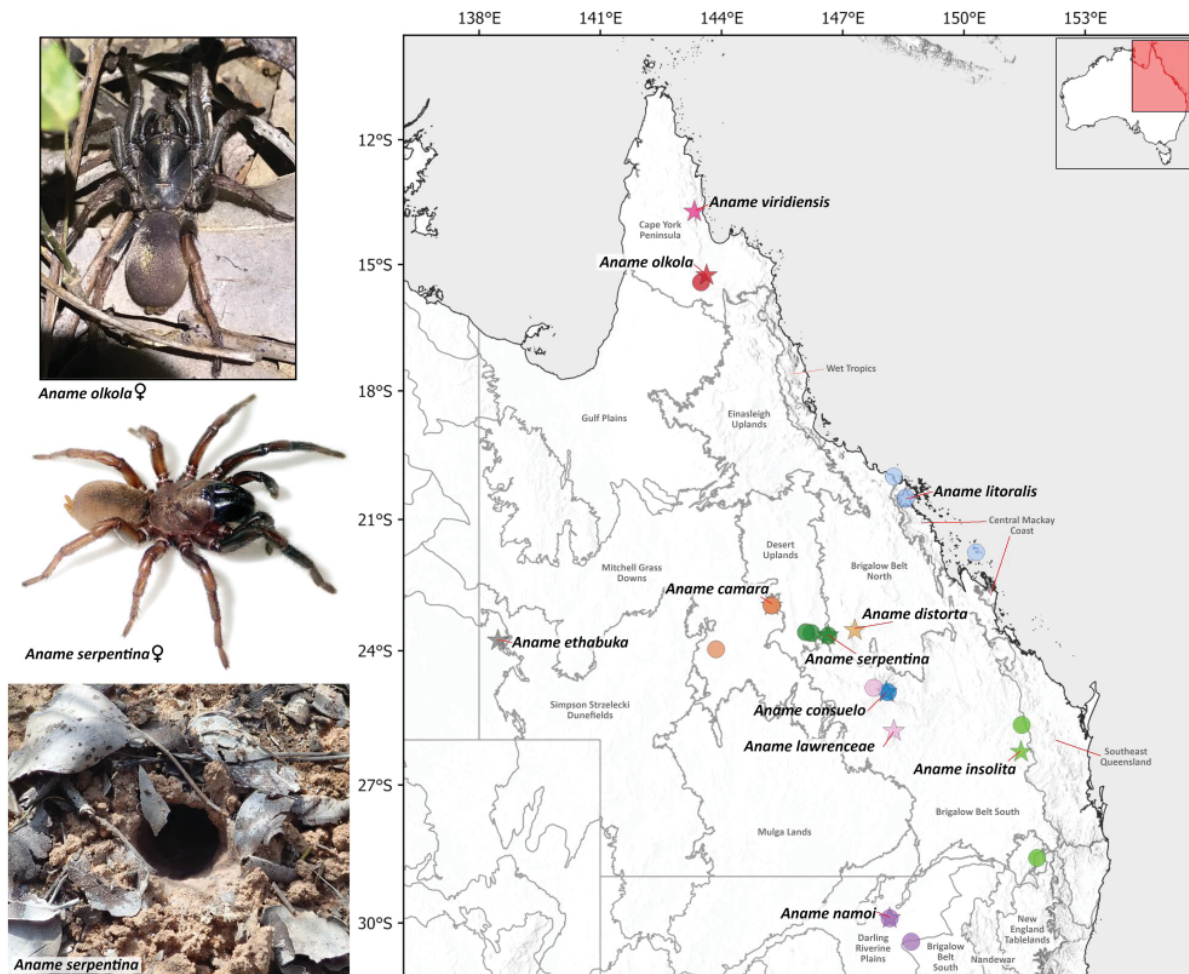 138°E
141°E
144°E
147°E
150°E
153°E
12°S
15°S
18°S
21°S
24°S
27°S
30°S
Aname olkola ♀
Aname serpentina ♀
Aname serpentina
Aname viridiensis
Cape York
Peninsula
Aname olkola
Wet Tropics
Gulf Plains
Einasleigh
Uplands
Aname litoralis
Central Mackay
Coast
Desert
Uplands
Mitchell Grass
Downs
Brigalow Belt
North
Aname camara
Aname distorta
Aname ethabuka
Aname serpentina
Simpson Strzelecki
Dunefields
Aname consuelo
Aname lawrenceae
Aname insolita
Southeast
Queensland
Brigalow Belt South
Mulga Lands
Aname namoi
Darling
Riverine
Plains
Brigalow
Belt
South
New
England
Tablelands
Nandewar